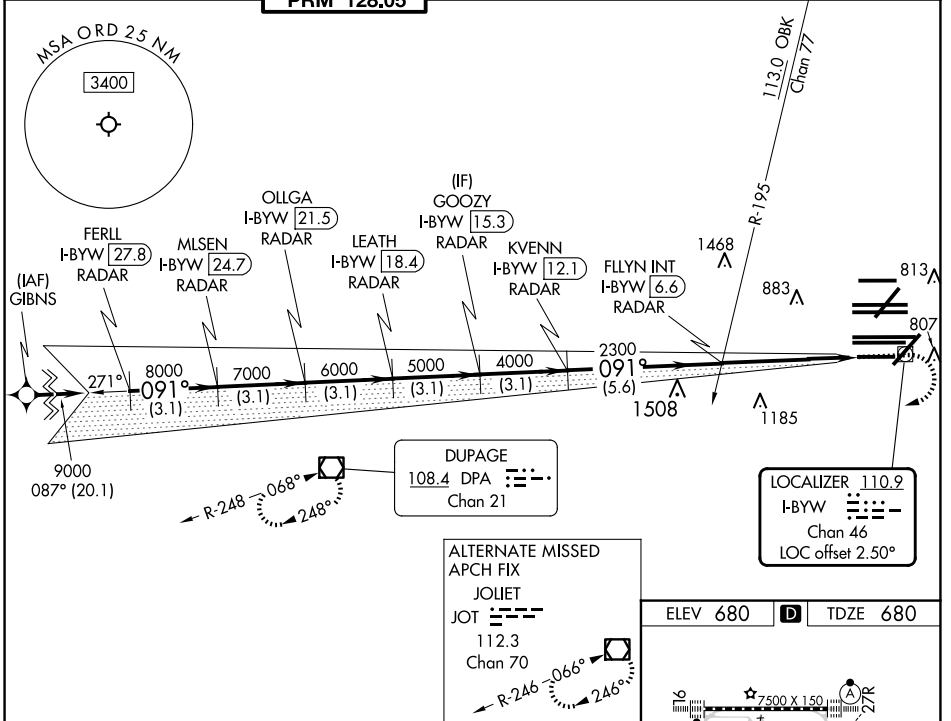 PRM 128.05
MSA ORD 25 NM
3400
113.0 OBK
Chan 77
R-195
(IAF)
GIBNS
FERLL
I-BYW 27.8
RADAR
MLSEN
I-BYW 24.7
RADAR
OLLGA
I-BYW 21.5
RADAR
LEATH
I-BYW 18.4
RADAR
(IF)
GOOZY
I-BYW 15.3
RADAR
KVENN
I-BYW 12.1
RADAR
FLLYN INT
I-BYW 6.6
RADAR
1468
883
813
807
271°
8000
091°
(3.1)
7000
(3.1)
6000
(3.1)
5000
(3.1)
4000
(3.1)
2300
091°
(5.6)
1508
1185
9000
087° (20.1)
DUPAGE
108.4 DPA
Chan 21
R-248
068°
248°
LOCALIZER 110.9
I-BYW
Chan 46
LOC offset 2.50°
ALTERNATE MISSED
APCH FIX
JOLIET
JOT
112.3
Chan 70
R-246
066°
246°
ELEV 680
D
TDZE 680
9L
7500 X 150
A
27R